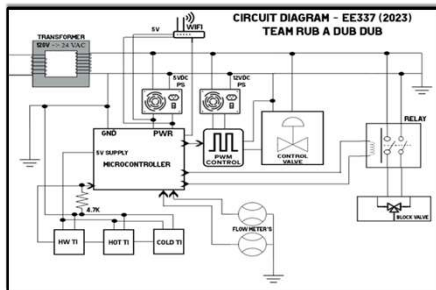 CIRCUIT DIAGRAM - EE337 (2023)
TEAM RUB A DUB DUB
TRANSFORMER
120V -> 24 VAC
5V
WIFI
5VDC
PS
12VDC
PS
GND
PWR
5V SUPPLY
MICROCONTROLLER
PWM
CONTROL
CONTROL
VALVE
RELAY
BLOCK VALVE
4.7K
HW TI
HOT TI
COLD TI
FLOW METER'S